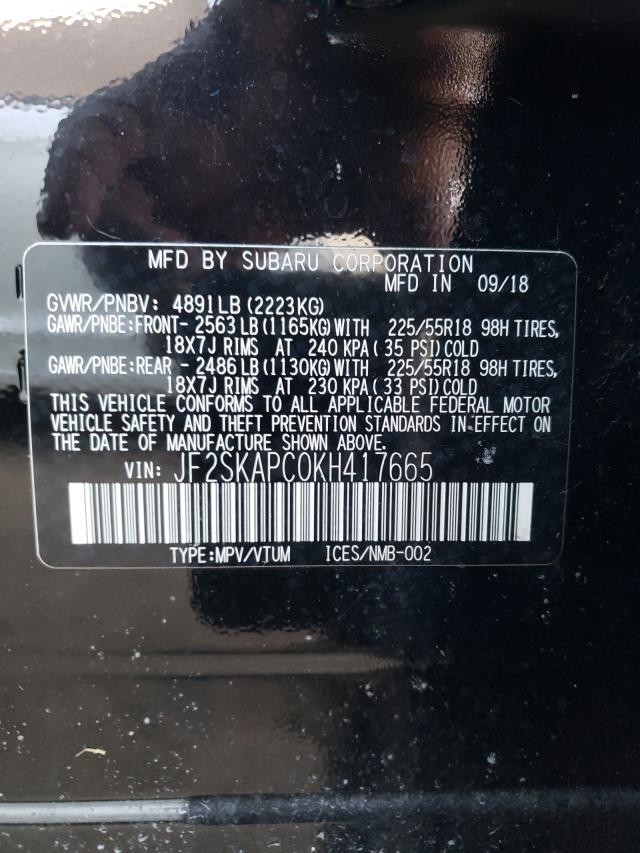 MFD BY SUBARU CORPORATION
MFD IN 09/18
GVWR/PNBV: 4891LB (2223KG)
GAWR/PNBE:FRONT- 2563LB(1165KG)WITH 225/55R18 98H TIRES,
18X7J RIMS AT 240 KPA( 35 PSI)COLD
GAWR/PNBE:REAR - 2486LB(1130KG)WITH 225/55R18 98H TIRES,
18X7J RIMS AT 230 KPA( 33 PSI)COLD
THIS VEHICLE CONFORMS TO ALL APPLICABLE FEDERAL MOTOR
VEHICLE SAFETY AND THEFT PREVENTION STANDARDS IN EFFECT ON
THE DATE OF MANUFACTURE SHOWN ABOVE.
VIN: JF2SKAPC0KH417665
TYPE:MPV/VTUM ICES/NMB-002